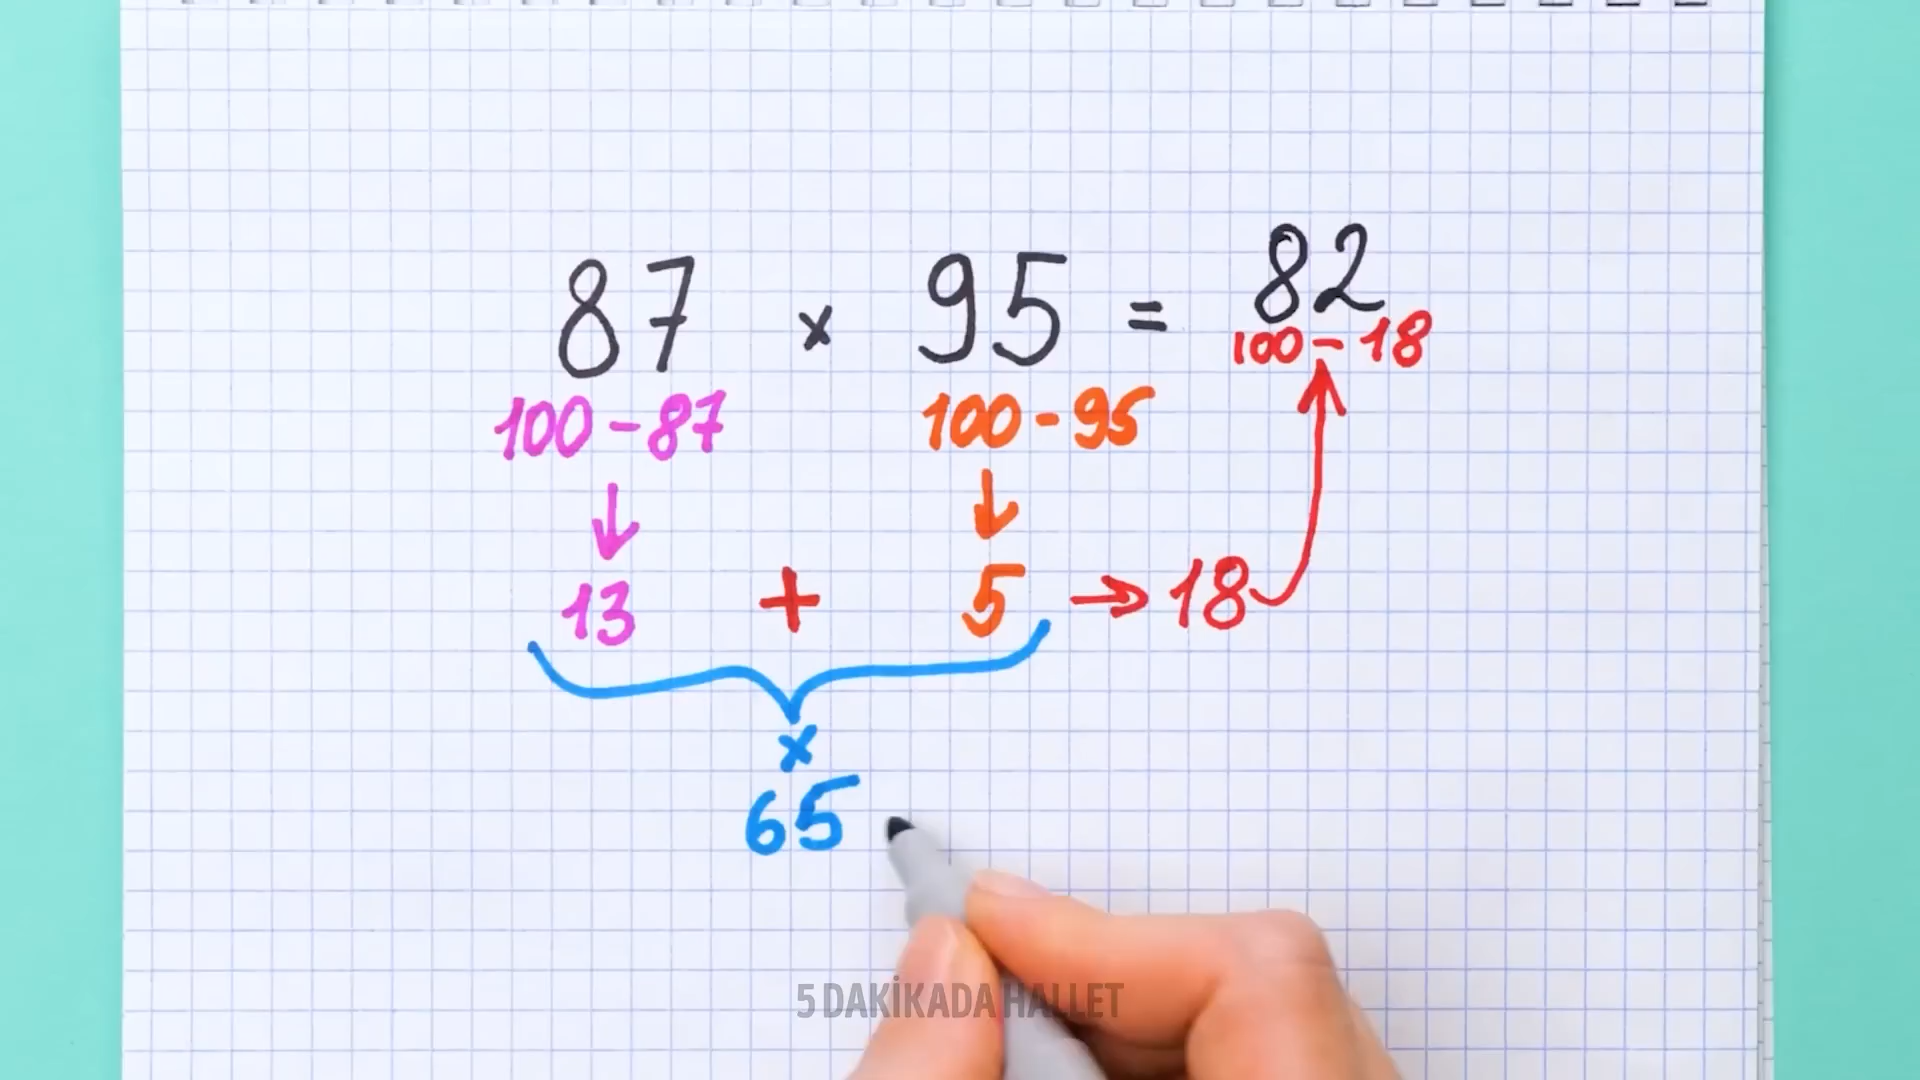 87 × 95 = 82
100-18
100-87 100-95
13 + 5 → 18
×
65
5 DAKİKADA HALLET